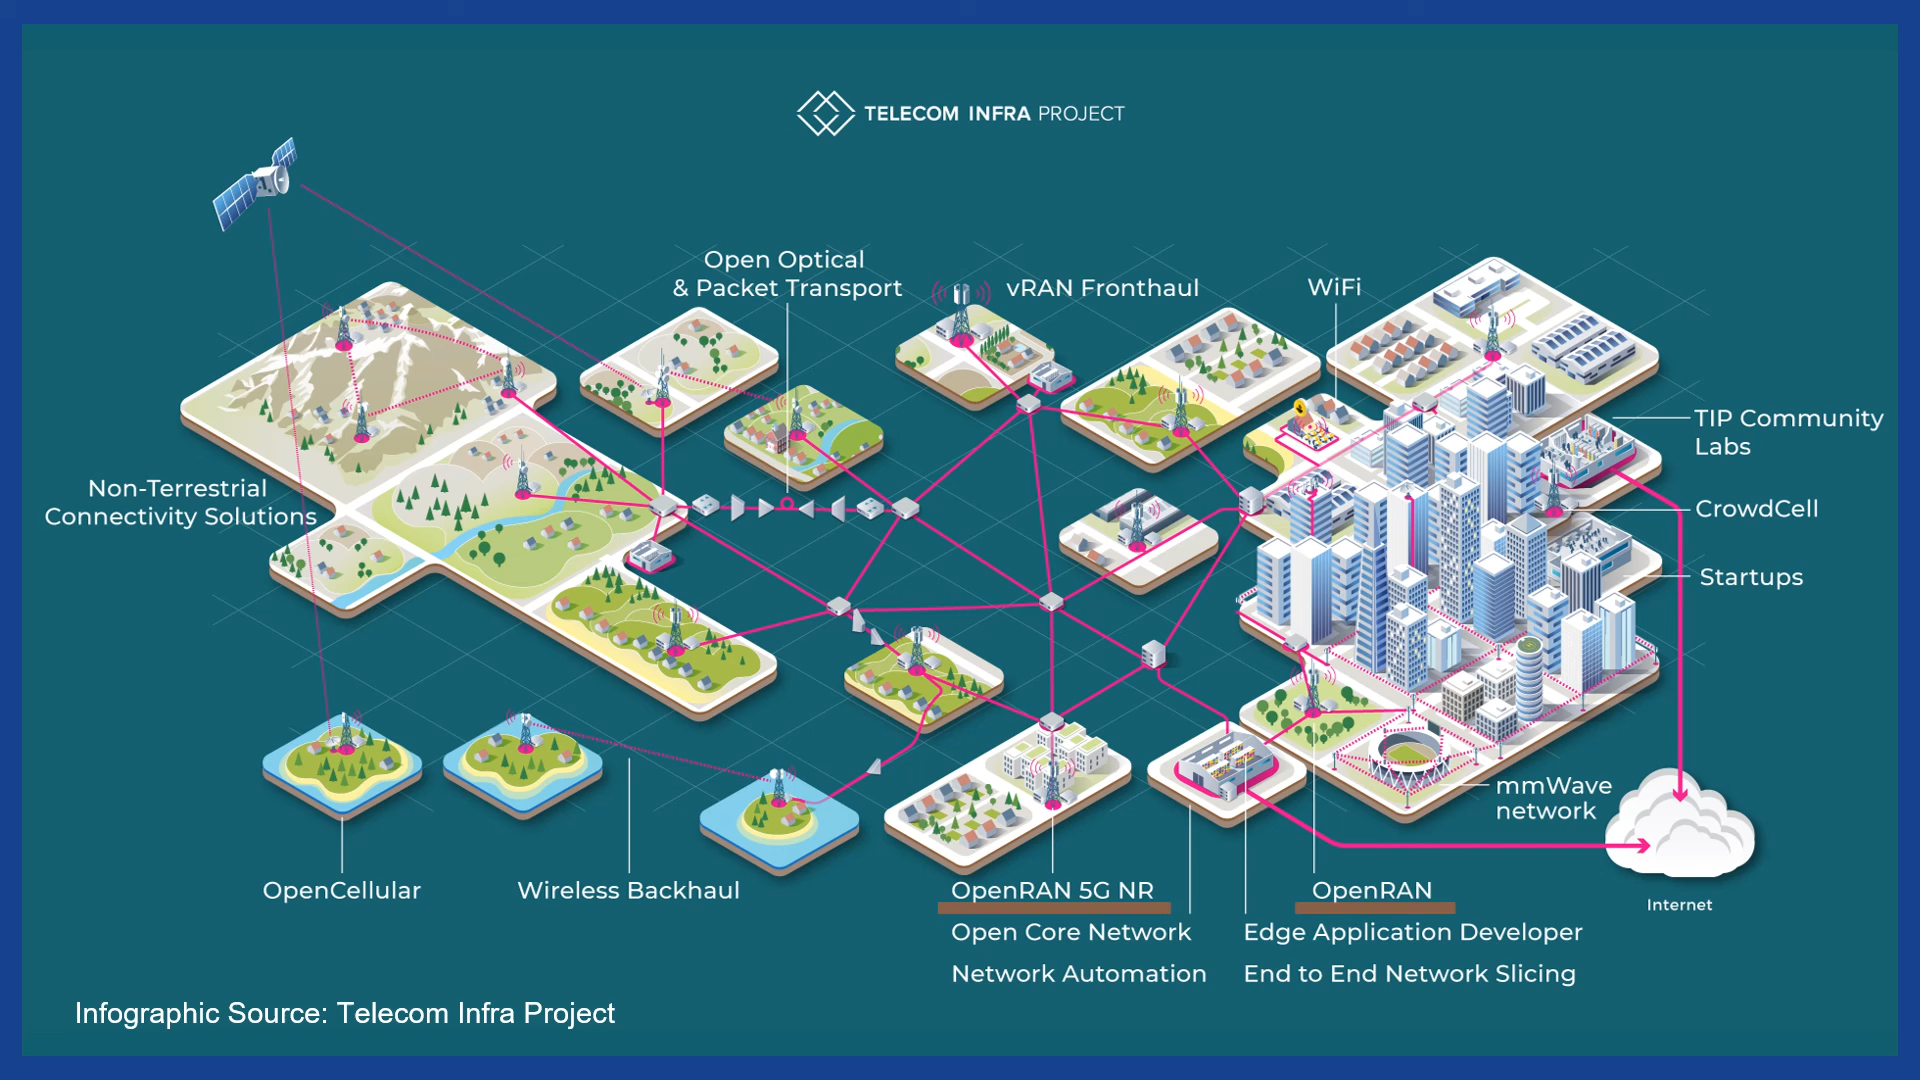 TELECOM INFRA PROJECT
Open Optical
& Packet Transport
vRAN Fronthaul
WiFi
TIP Community
Labs
Non-Terrestrial
Connectivity Solutions
CrowdCell
Startups
mmWave
network
OpenCellular
Wireless Backhaul
OpenRAN 5G NR
OpenRAN
Internet
Open Core Network
Edge Application Developer
Network Automation
End to End Network Slicing
Infographic Source: Telecom Infra Project